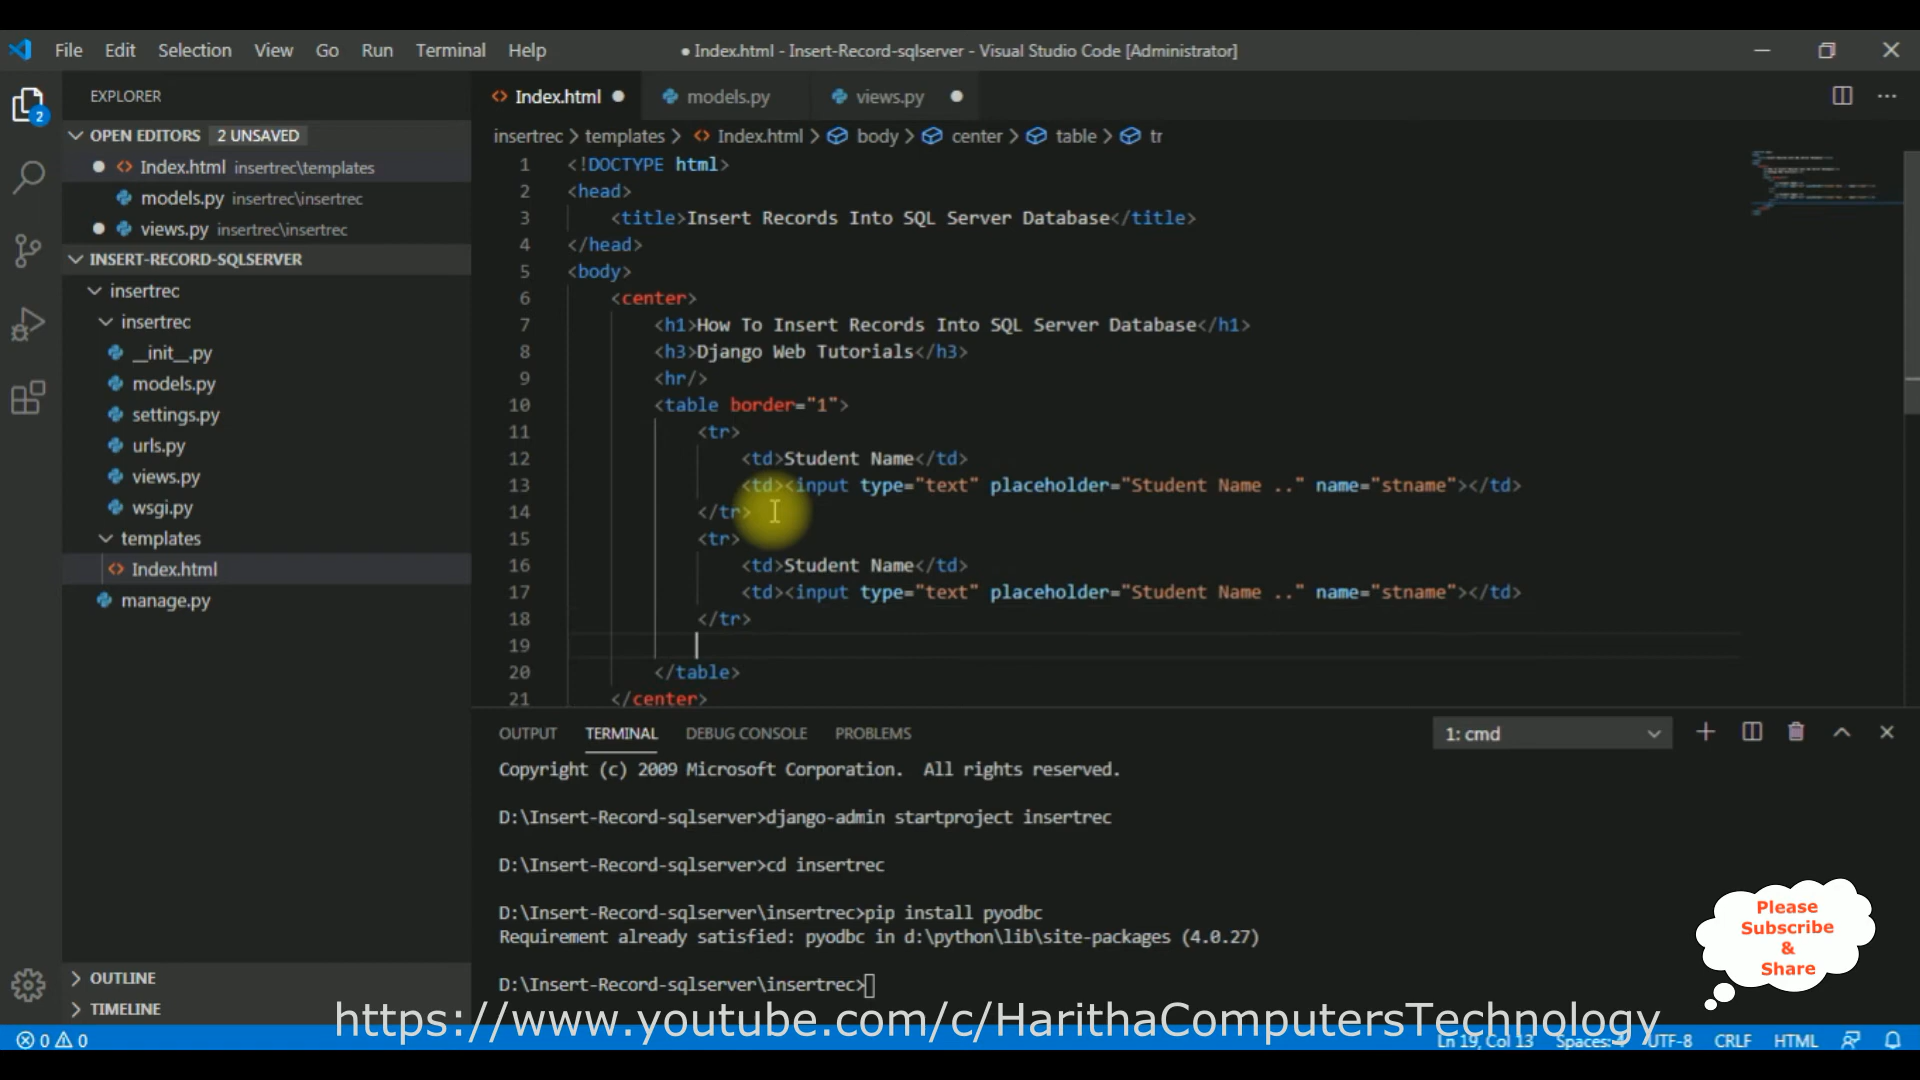 File Edit Selection View Go Run Terminal Help ● Index.html - Insert-Record-sqlserver - Visual Studio Code [Administrator]
EXPLORER
OPEN EDITORS 2 UNSAVED
Index.html insertrec\templates
models.py insertrec\insertrec
views.py insertrec\insertrec
INSERT-RECORD-SQLSERVER
insertrec
insertrec
__init__.py
models.py
settings.py
urls.py
views.py
wsgi.py
templates
Index.html
manage.py
OUTLINE
TIMELINE
2
Index.html models.py views.py
insertrec > templates > Index.html > body > center > table > tr
1 <!DOCTYPE html>
2 <head>
3 <title>Insert Records Into SQL Server Database</title>
4 </head>
5 <body>
6 <center>
7 <h1>How To Insert Records Into SQL Server Database</h1>
8 <h3>Django Web Tutorials</h3>
9 <hr/>
10 <table border="1">
11 <tr>
12 <td>Student Name</td>
13 <td><input type="text" placeholder="Student Name .." name="stname"></td>
14 </tr>
15 <tr>
16 <td>Student Name</td>
17 <td><input type="text" placeholder="Student Name .." name="stname"></td>
18 </tr>
19
20 </table>
21 </center>
OUTPUT TERMINAL DEBUG CONSOLE PROBLEMS 1: cmd
Copyright (c) 2009 Microsoft Corporation. All rights reserved.
D:\Insert-Record-sqlserver>django-admin startproject insertrec
D:\Insert-Record-sqlserver>cd insertrec
D:\Insert-Record-sqlserver\insertrec>pip install pyodbc
Requirement already satisfied: pyodbc in d:\python\lib\site-packages (4.0.27)
D:\Insert-Record-sqlserver\insertrec>
Please
Subscribe
&
Share
https://www.youtube.com/c/HarithaComputersTechnology
0 0 Ln 19, Col 13 Spaces: 4 UTF-8 CRLF HTML